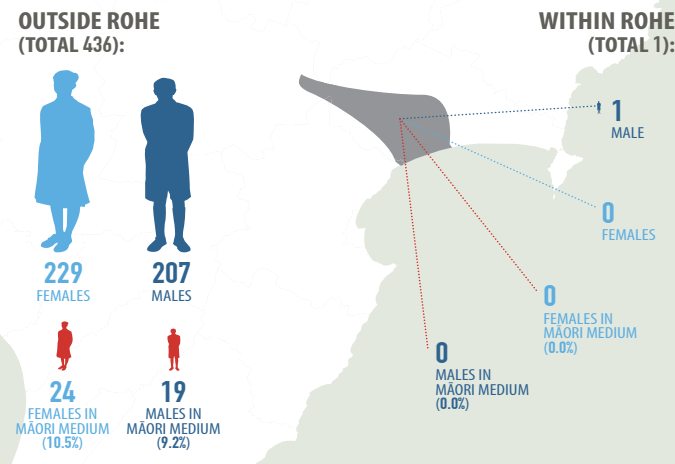 OUTSIDE ROHE
(TOTAL 436):
229
FEMALES
207
MALES
24
FEMALES IN
MĀORI MEDIUM
(10.5%)
19
MALES IN
MĀORI MEDIUM
(9.2%)
WITHIN ROHE
(TOTAL 1):
1
MALE
0
FEMALES
0
FEMALES IN
MĀORI MEDIUM
(0.0%)
0
MALES IN
MĀORI MEDIUM
(0.0%)